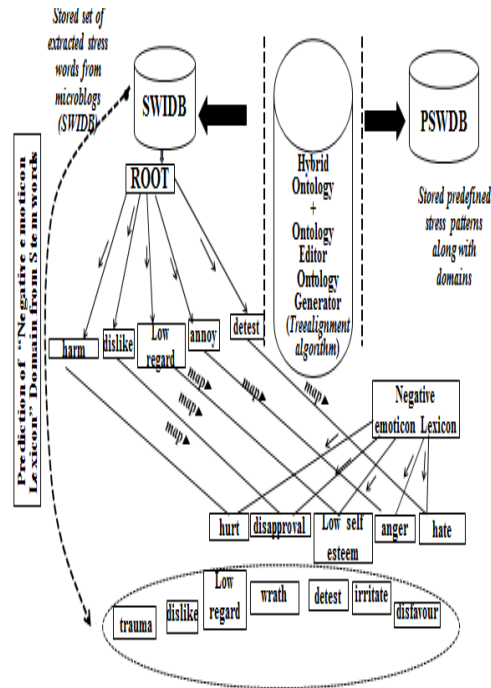 Stored set of
extracted stress
words from
microblogs
(SWIDB)
SWIDB
PSWDB
ROOT
Hybrid
Ontology
+
Ontology
Editor
Ontology
Generator
(Treealignment
algorithm)
Stored predefined
stress patterns
along with
domains
Prediction of "Negative emoticon
Lexicon" Domain from Stem words
harm
dislike
Low
regard
annoy
detest
map▲
map▲
map▲
map▲
map▲
Negative
emoticon Lexicon
hurt
disapproval
Low self
esteem
anger
hate
trauma
dislike
Low
regard
wrath
detest
irritate
disfavour